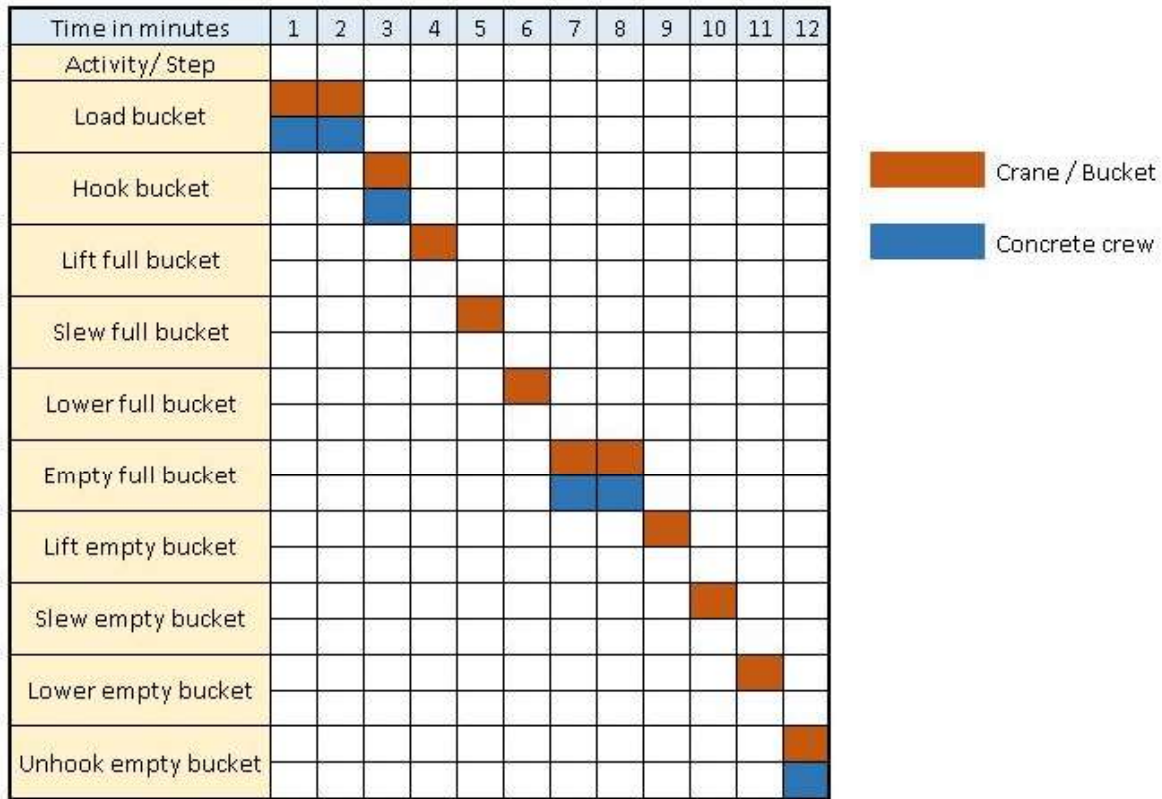 Time in minutes 1 2 3 4 5 6 7 8 9 10 11 12
Activity/ Step
Load bucket
Hook bucket
Lift full bucket
Slew full bucket
Lower full bucket
Empty full bucket
Lift empty bucket
Slew empty bucket
Lower empty bucket
Unhook empty bucket
Crane / Bucket
Concrete crew